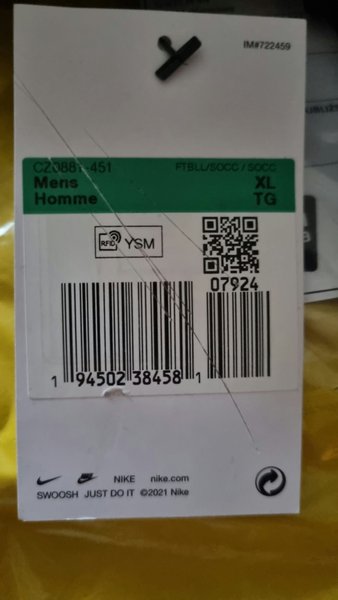 IM#722459
CZ0881-451 FTBLL/SOCC / SOCC
Mens XL
Homme TG
RFID YSM
07924
1 94502 38458 1
NIKE nike.com
SWOOSH JUST DO IT ©2021 Nike